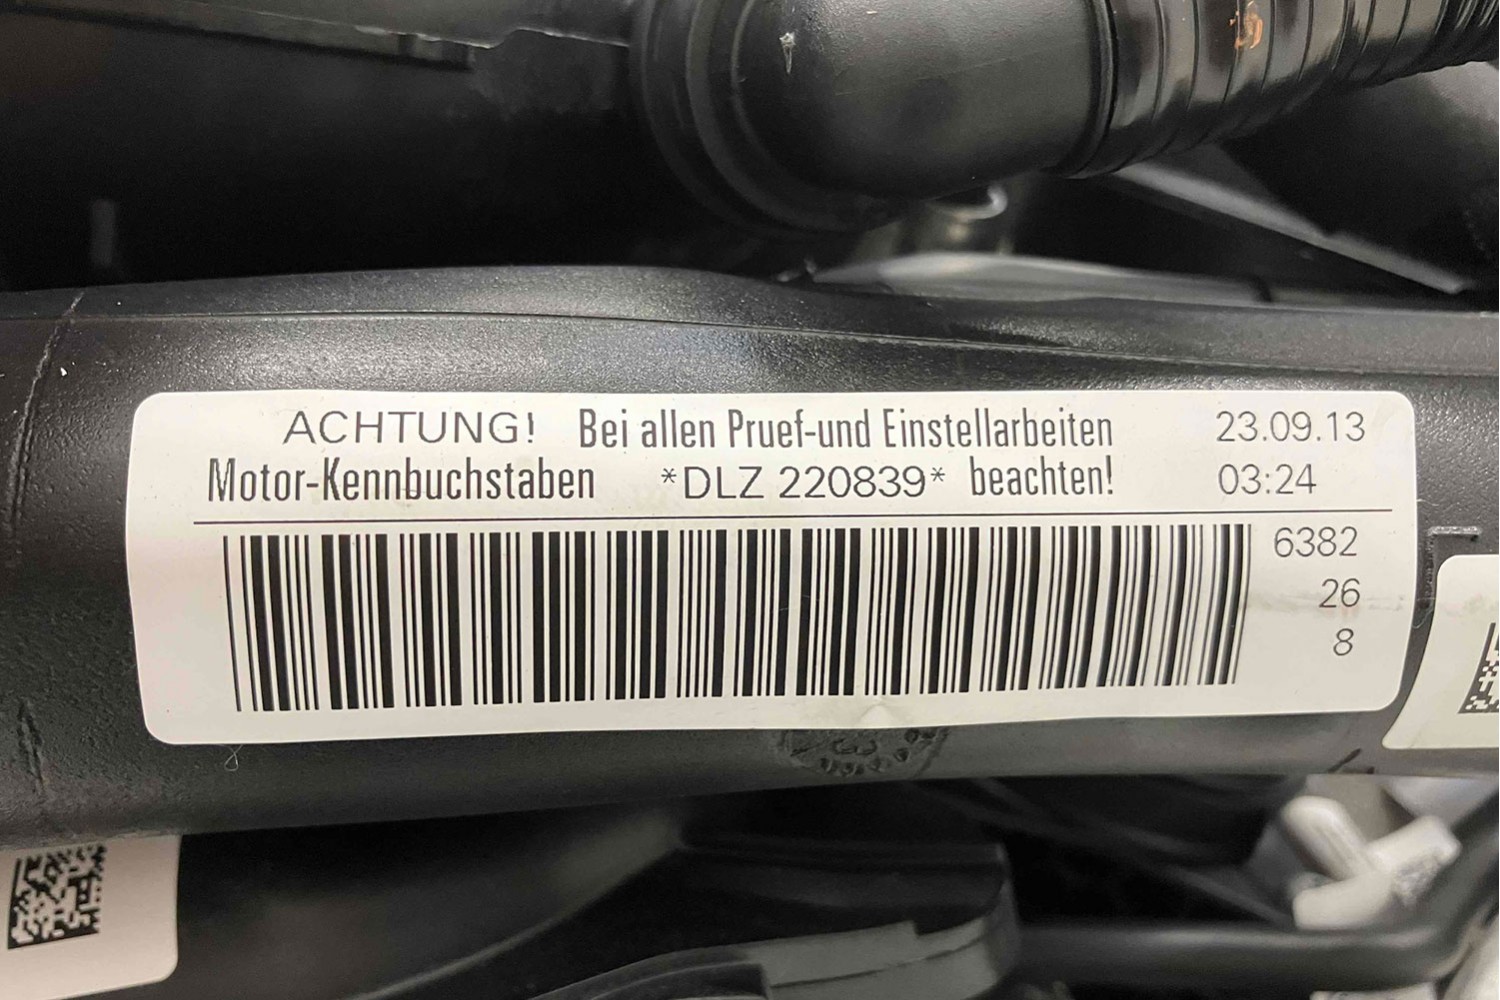 ACHTUNG! Bei allen Pruef-und Einstellarbeiten 23.09.13
Motor-Kennbuchstaben *DLZ 220839* beachten! 03:24
6382
26
8